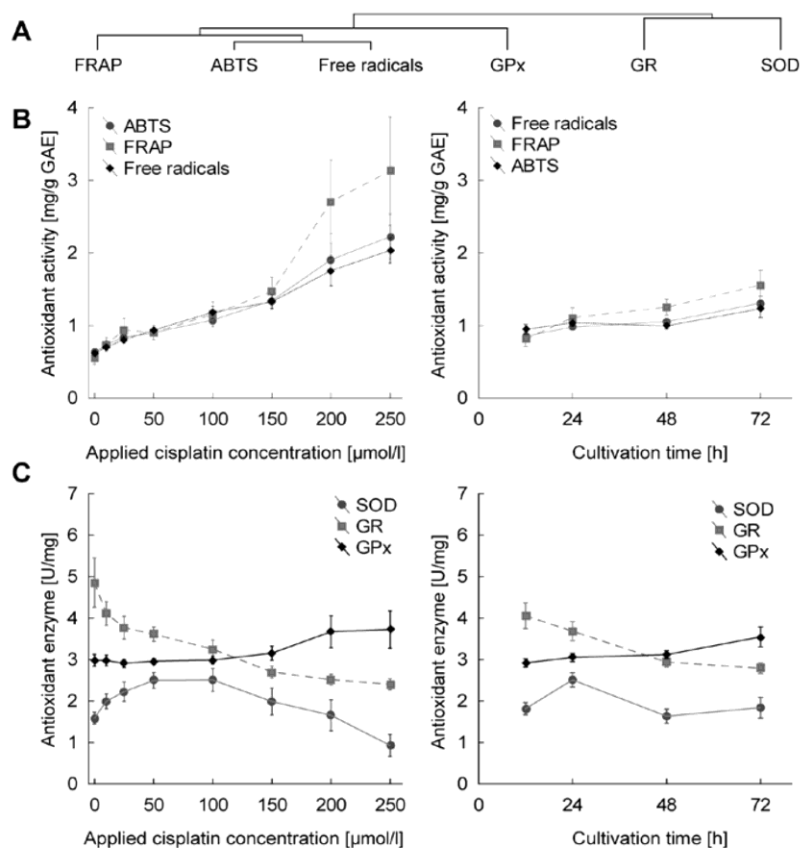 A
FRAP ABTS Free radicals GPx GR SOD
B
Antioxidant activity [mg/g GAE]
4
3
2
1
0
ABTS
FRAP
Free radicals
0 50 100 150 200 250
Applied cisplatin concentration [µmol/l]
Antioxidant activity [mg/g GAE]
4
3
2
1
0
Free radicals
FRAP
ABTS
0 24 48 72
Cultivation time [h]
C
Antioxidant enzyme [U/mg]
7
6
5
4
3
2
1
0
SOD
GR
GPx
0 50 100 150 200 250
Applied cisplatin concentration [µmol/l]
Antioxidant enzyme [U/mg]
7
6
5
4
3
2
1
0
SOD
GR
GPx
0 24 48 72
Cultivation time [h]